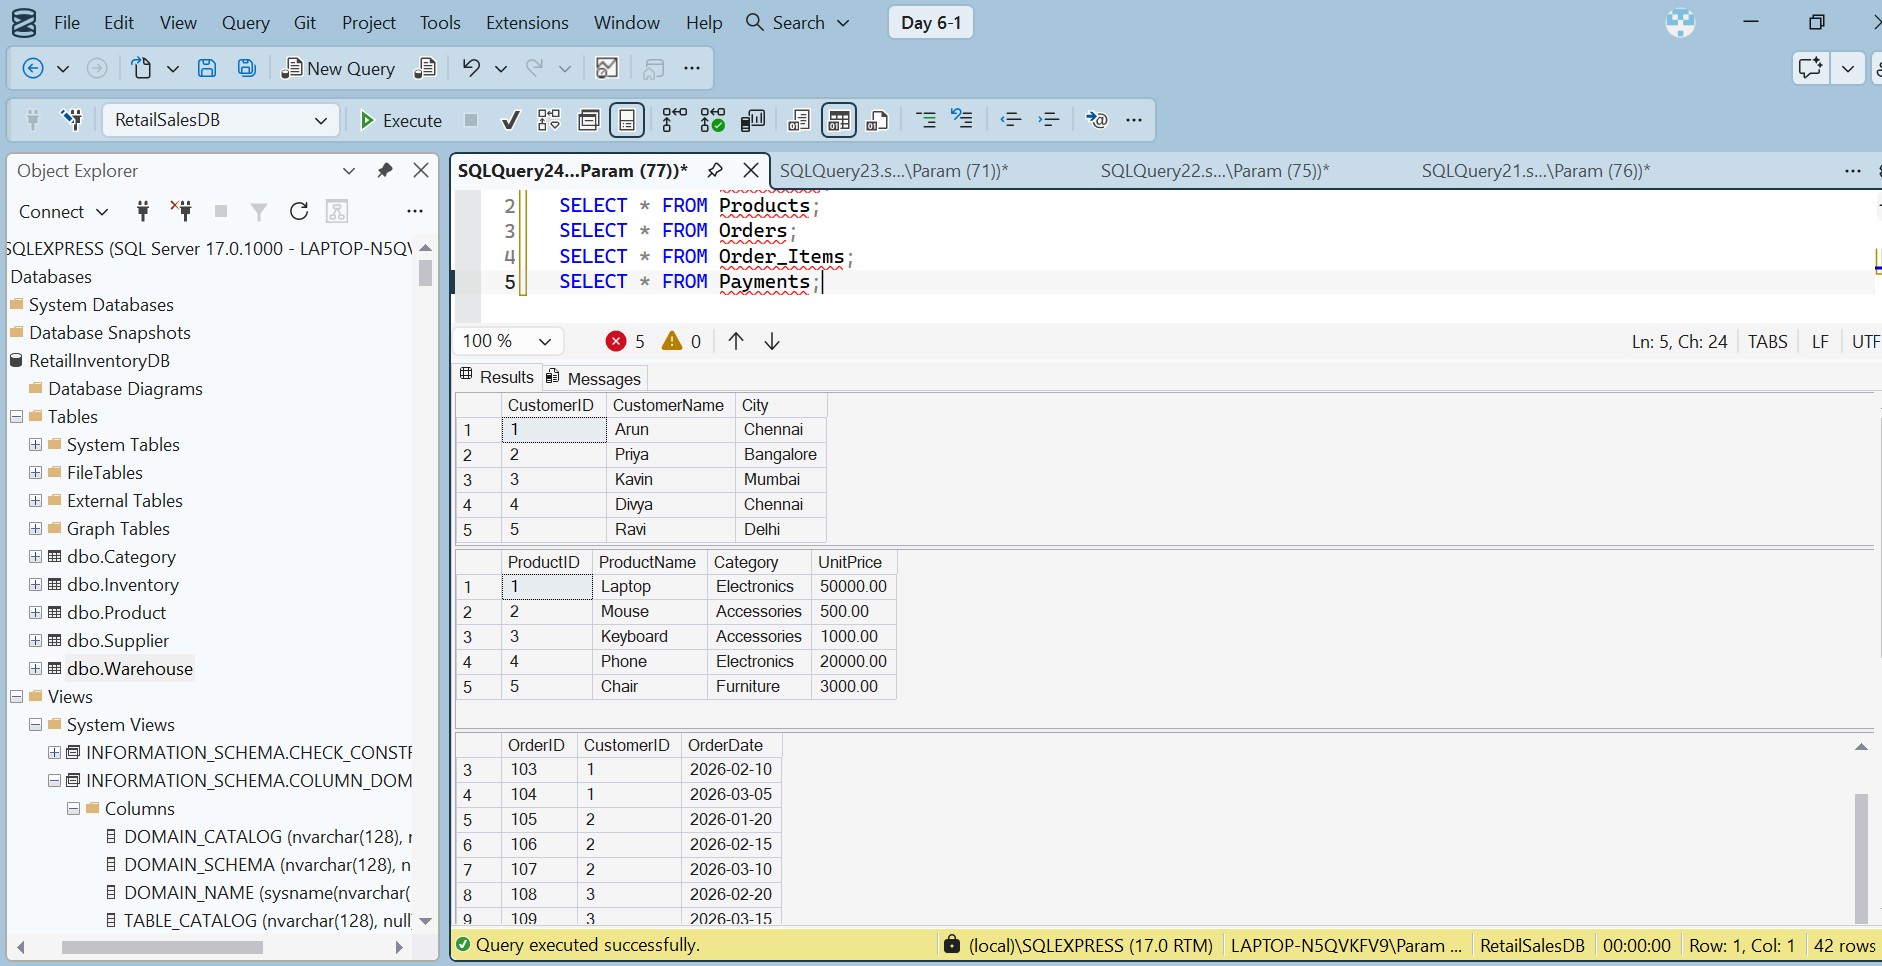 File Edit View Query Git Project Tools Extensions Window Help Search Day 6-1
New Query
RetailSalesDB Execute
Object Explorer
Connect
SQLEXPRESS (SQL Server 17.0.1000 - LAPTOP-N5QV
Databases
System Databases
Database Snapshots
RetailInventoryDB
Database Diagrams
Tables
System Tables
FileTables
External Tables
Graph Tables
dbo.Category
dbo.Inventory
dbo.Product
dbo.Supplier
dbo.Warehouse
Views
System Views
INFORMATION_SCHEMA.CHECK_CONSTR
INFORMATION_SCHEMA.COLUMN_DOM
Columns
DOMAIN_CATALOG (nvarchar(128), r
DOMAIN_SCHEMA (nvarchar(128), n
DOMAIN_NAME (sysname(nvarchar(
TABLE_CATALOG (nvarchar(128), null
SQLQuery24...Param (77))* SQLQuery23.s...\Param (71))* SQLQuery22.s...\Param (75))* SQLQuery21.s...\Param (76))*
2 SELECT * FROM Products;
3 SELECT * FROM Orders;
4 SELECT * FROM Order_Items;
5 SELECT * FROM Payments;
100 % 5 0 Ln: 5, Ch: 24 TABS LF UTF
Results Messages
CustomerID CustomerName City
1 1 Arun Chennai
2 2 Priya Bangalore
3 3 Kavin Mumbai
4 4 Divya Chennai
5 5 Ravi Delhi
ProductID ProductName Category UnitPrice
1 1 Laptop Electronics 50000.00
2 2 Mouse Accessories 500.00
3 3 Keyboard Accessories 1000.00
4 4 Phone Electronics 20000.00
5 5 Chair Furniture 3000.00
OrderID CustomerID OrderDate
3 103 1 2026-02-10
4 104 1 2026-03-05
5 105 2 2026-01-20
6 106 2 2026-02-15
7 107 2 2026-03-10
8 108 3 2026-02-20
9 109 3 2026-03-15
Query executed successfully. (local)\SQLEXPRESS (17.0 RTM) LAPTOP-N5QVKFV9\Param ... RetailSalesDB 00:00:00 Row: 1, Col: 1 42 rows